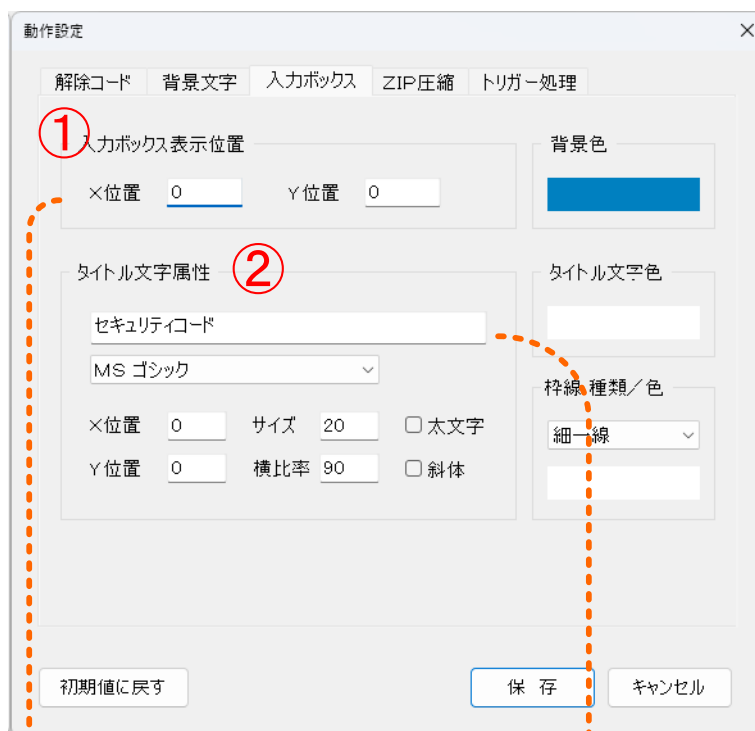 動作設定
解除コード 背景文字 入力ボックス ZIP圧縮 トリガー処理
①
入力ボックス表示位置
X位置 0 Y位置 0
背景色
タイトル文字属性 ②
セキュリティコード
MS ゴシック
X位置 0 サイズ 20 太文字
Y位置 0 横比率 90 斜体
タイトル文字色
枠線 種類/色
細一線
初期値に戻す 保 存 キャンセル